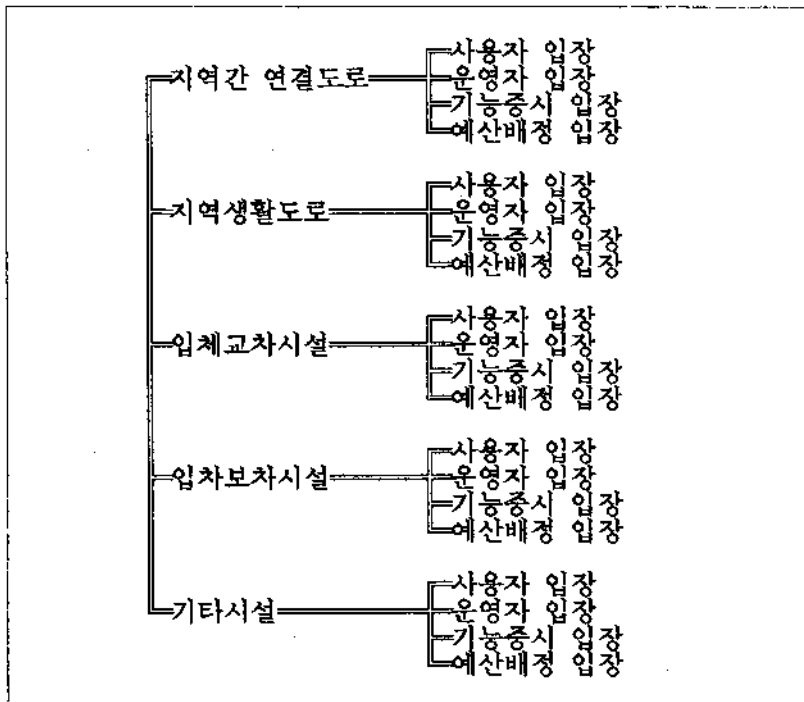 사용자 입장
지역간 연결도로 운영자 입장
기능중시 입장
예산배정 입장
사용자 입장
지역생활도로 운영자 입장
기능중시 입장
예산배정 입장
사용자 입장
입체교차시설 운영자 입장
기능중시 입장
예산배정 입장
사용자 입장
입차보차시설 운영자 입장
기능중시 입장
예산배정 입장
사용자 입장
기타시설 운영자 입장
기능중시 입장
예산배정 입장